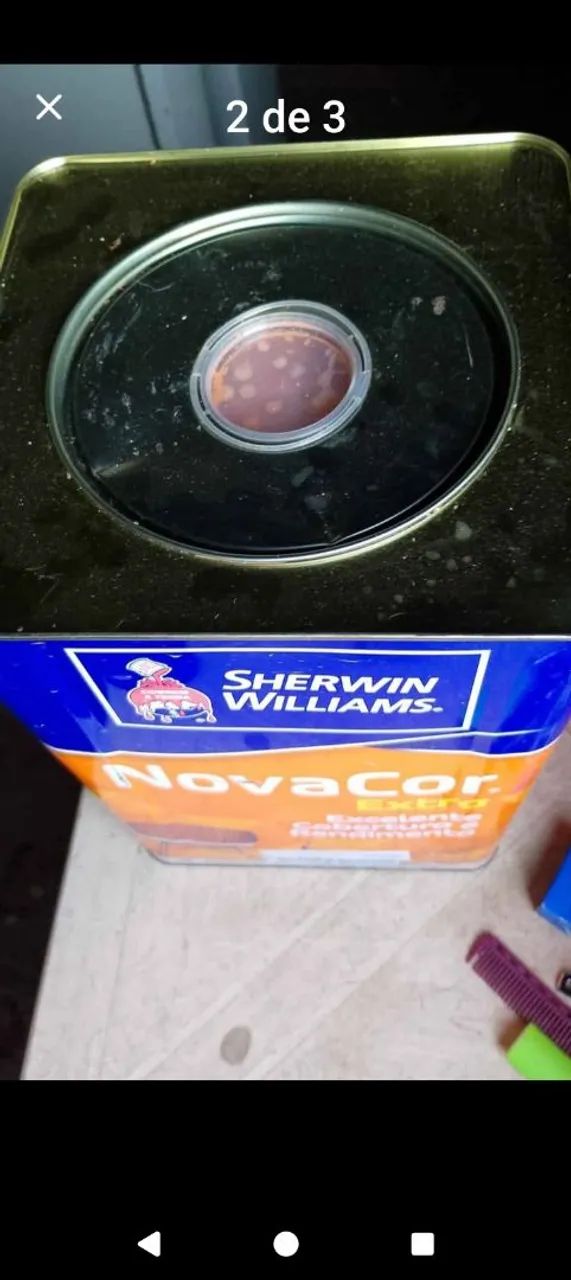 2 de 3
SHERWIN
WILLIAMS.
NovaCor.
Extra
Excelente
Cobertura e
Rendimento